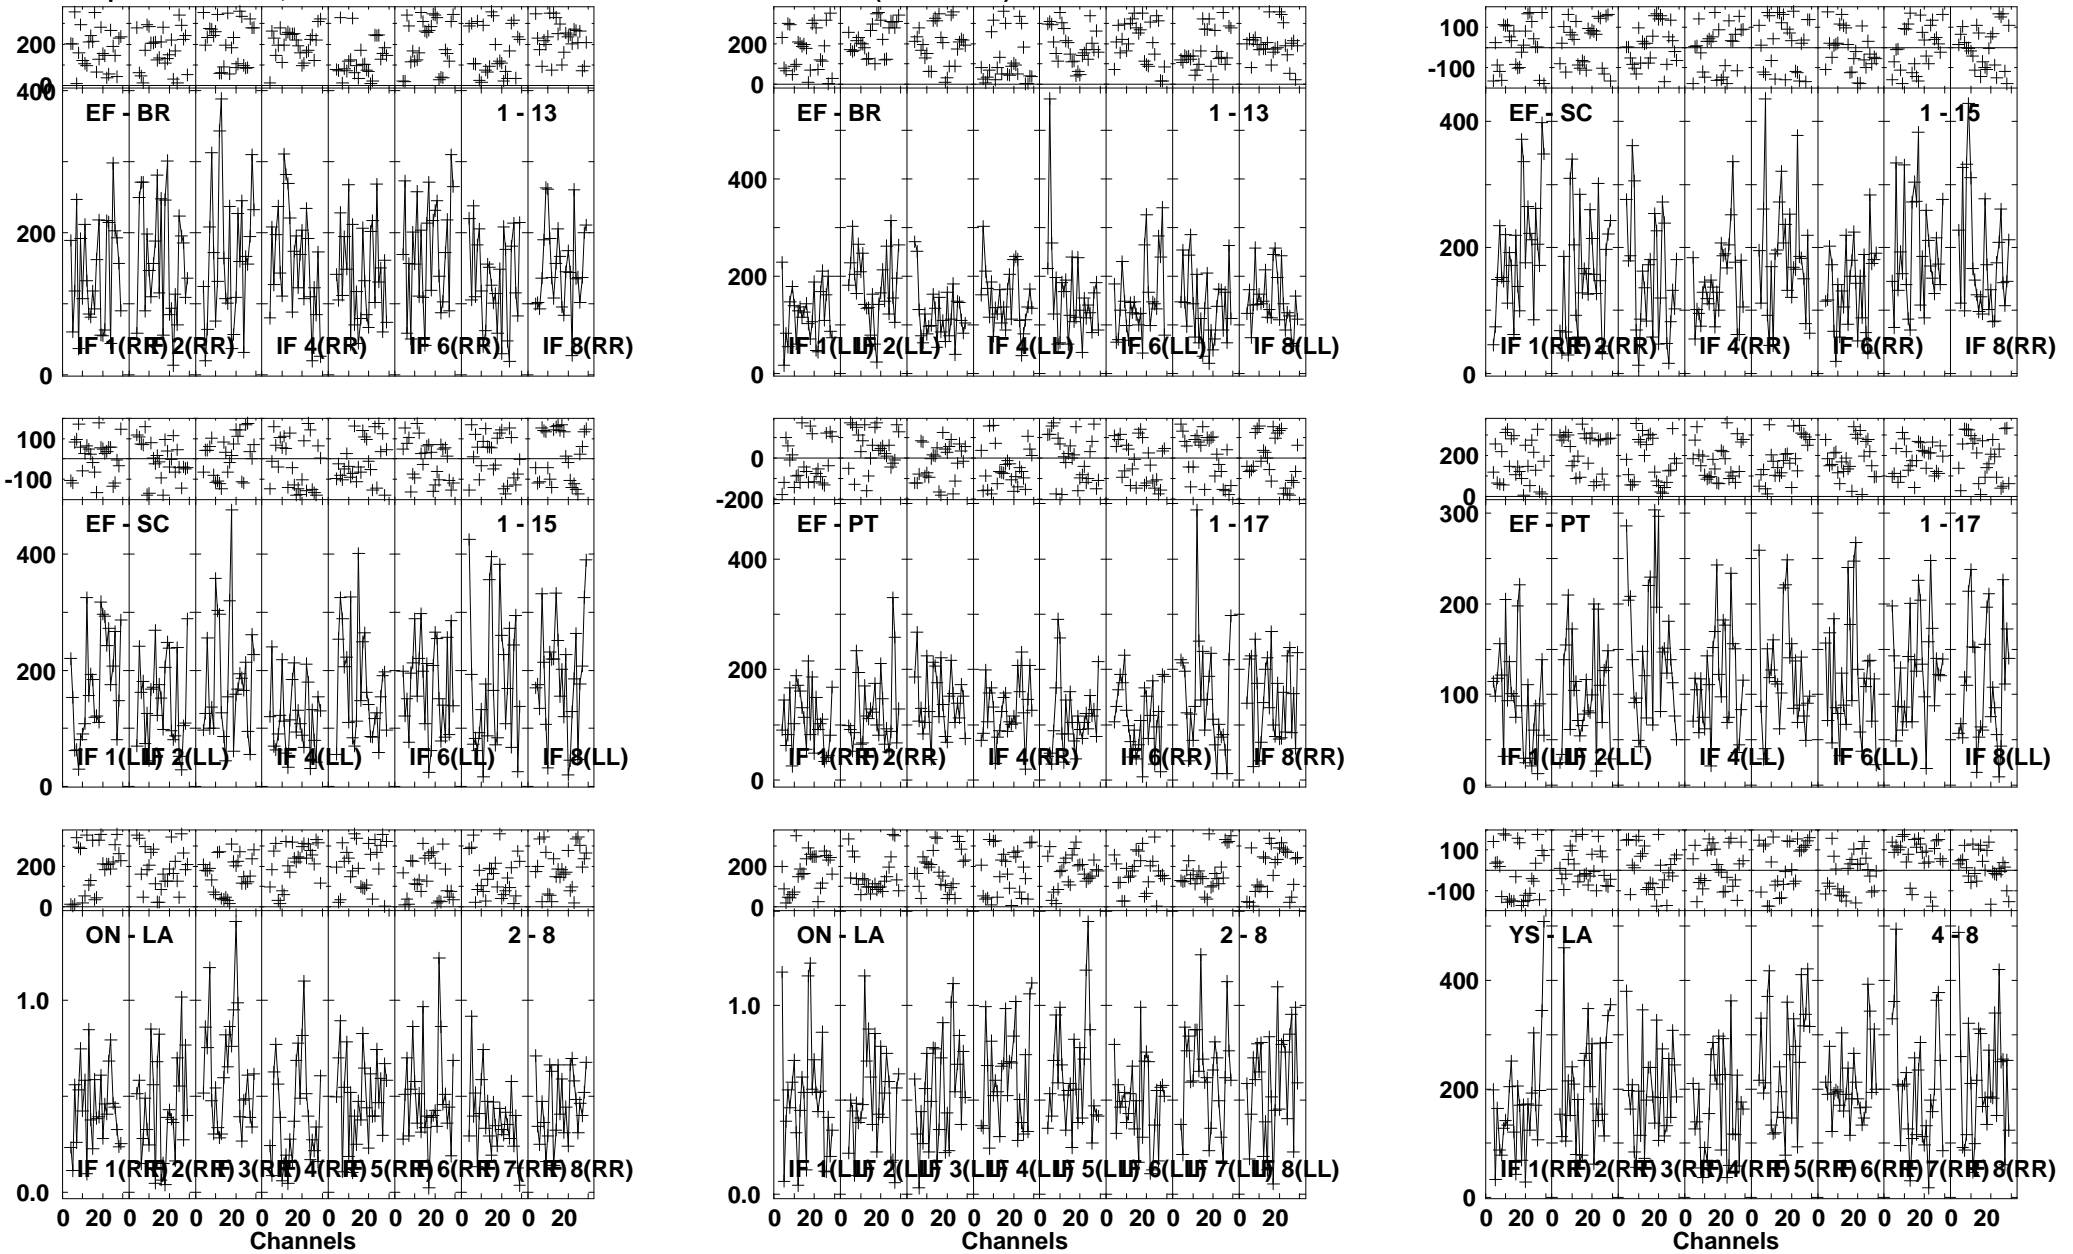 200
0
400
EF - BR 1 - 13
200
IF 1(RR) IF 2(RR) IF 4(RR) IF 6(RR) IF 8(RR)
0
200
0
EF - BR 1 - 13
400
200
IF 1(LL) IF 2(LL) IF 4(LL) IF 6(LL) IF 8(LL)
0
100
-100
EF - SC 1 - 15
400
200
IF 1(RR) IF 2(RR) IF 4(RR) IF 6(RR) IF 8(RR)
0
100
-100
EF - SC 1 - 15
400
200
IF 1(LL) IF 2(LL) IF 4(LL) IF 6(LL) IF 8(LL)
0
0
-200
EF - PT 1 - 17
400
200
IF 1(RR) IF 2(RR) IF 4(RR) IF 6(RR) IF 8(RR)
0
200
0
300
EF - PT 1 - 17
200
100
IF 1(LL) IF 2(LL) IF 4(LL) IF 6(LL) IF 8(LL)
0
200
0
ON - LA 2 - 8
1.0
IF 1(RR) IF 2(RR) IF 3(RR) IF 4(RR) IF 5(RR) IF 6(RR) IF 7(RR) IF 8(RR)
0.0
0 20 0 20 0 20 0 20 0 20 0 20 0 20 0 20
Channels
200
0
ON - LA 2 - 8
1.0
IF 1(LL) IF 2(LL) IF 3(LL) IF 4(LL) IF 5(LL) IF 6(LL) IF 7(LL) IF 8(LL)
0.0
0 20 0 20 0 20 0 20 0 20 0 20 0 20 0 20
Channels
100
-100
YS - LA 4 - 8
400
200
IF 1(RR) IF 2(RR) IF 3(RR) IF 4(RR) IF 5(RR) IF 6(RR) IF 7(RR) IF 8(RR)
0
0 20 0 20 0 20 0 20 0 20 0 20 0 20 0 20
Channels